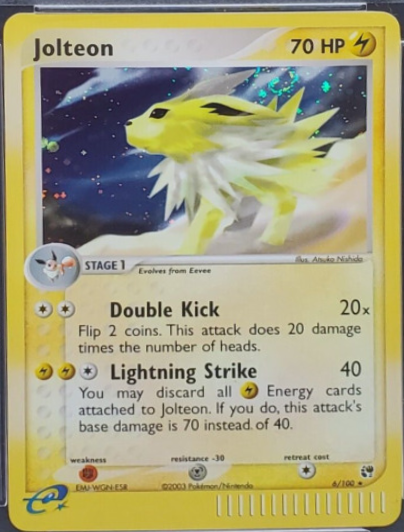 Jolteon 70 HP
Illus. Atsuko Nishida
STAGE 1
Evolves from Eevee
Double Kick 20x
Flip 2 coins. This attack does 20 damage
times the number of heads.
Lightning Strike 40
You may discard all Energy cards
attached to Jolteon. If you do, this attack's
base damage is 70 instead of 40.
weakness resistance -30 retreat cost
©2003 Pokémon/Nintendo 6/100 ★
e